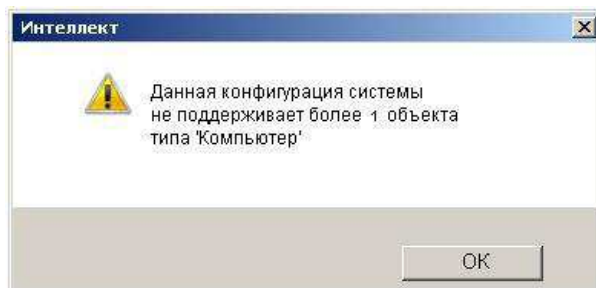 Интеллект
Данная конфигурация системы
не поддерживает более 1 объекта
типа 'Компьютер'
OK